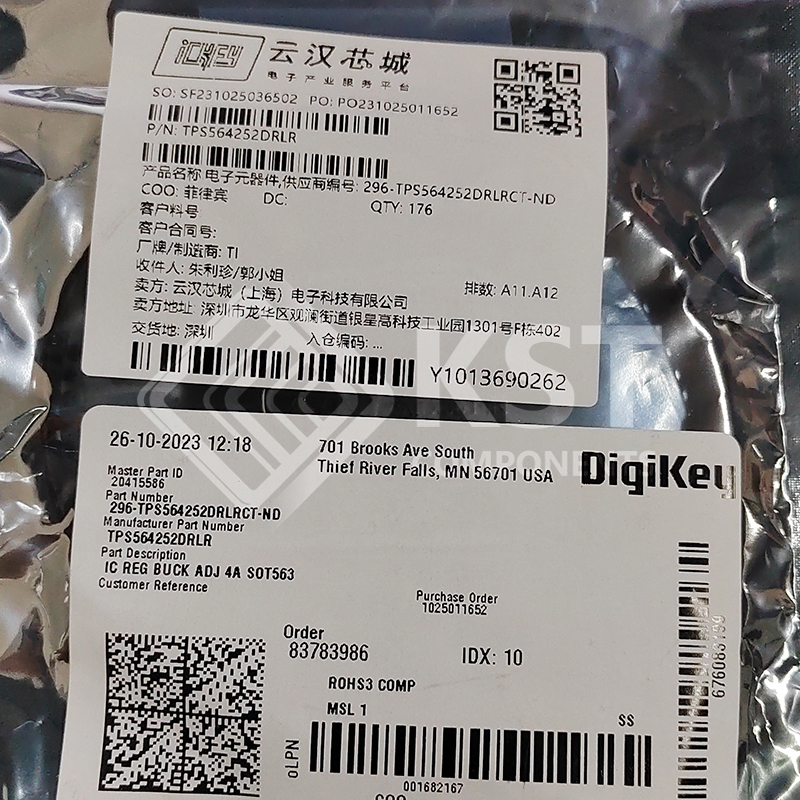 iCKEY 云汉芯城
电子产业服务平台
SO: SF231025036502 PO: PO231025011652
P/N: TPS564252DRLR
产品名称 电子元器件,供应商编号: 296-TPS564252DRLRCT-ND
COO: 菲律宾 DC: QTY: 176
客户料号
客户合同号:
厂牌/制造商: TI
收件人: 朱利珍/郭小姐 排数: A11.A12
卖方: 云汉芯城（上海）电子科技有限公司
卖方地址 深圳市龙华区观澜街道银星高科技工业园1301号F栋402
交货地: 深圳 入仓编码: ...
Y1013690262
KST
COMPONENTS
26-10-2023 12:18 701 Brooks Ave South
Thief River Falls, MN 56701 USA DigiKey
Master Part ID
20415586
Part Number
296-TPS564252DRLRCT-ND
Manufacturer Part Number
TPS564252DRLR
Part Description
IC REG BUCK ADJ 4A SOT563
Customer Reference
Purchase Order
1025011652
Order
83783986 IDX: 10
ROHS3 COMP
MSL 1 SS
oLPN
001682167